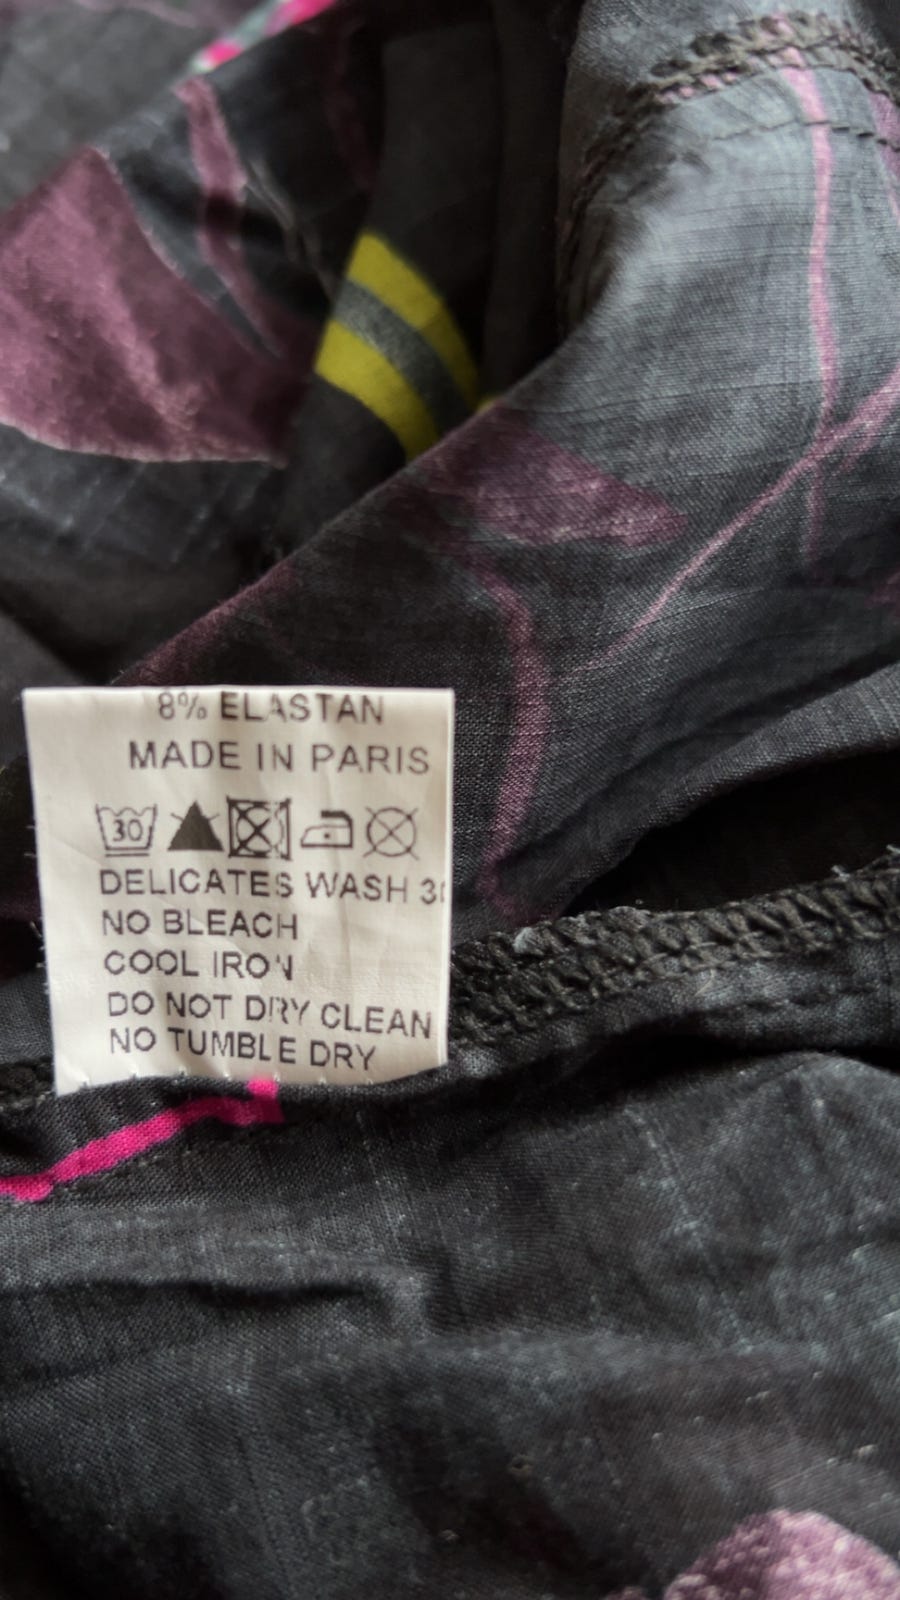 8% ELASTAN
MADE IN PARIS
30
DELICATES WASH 30
NO BLEACH
COOL IRON
DO NOT DRY CLEAN
NO TUMBLE DRY